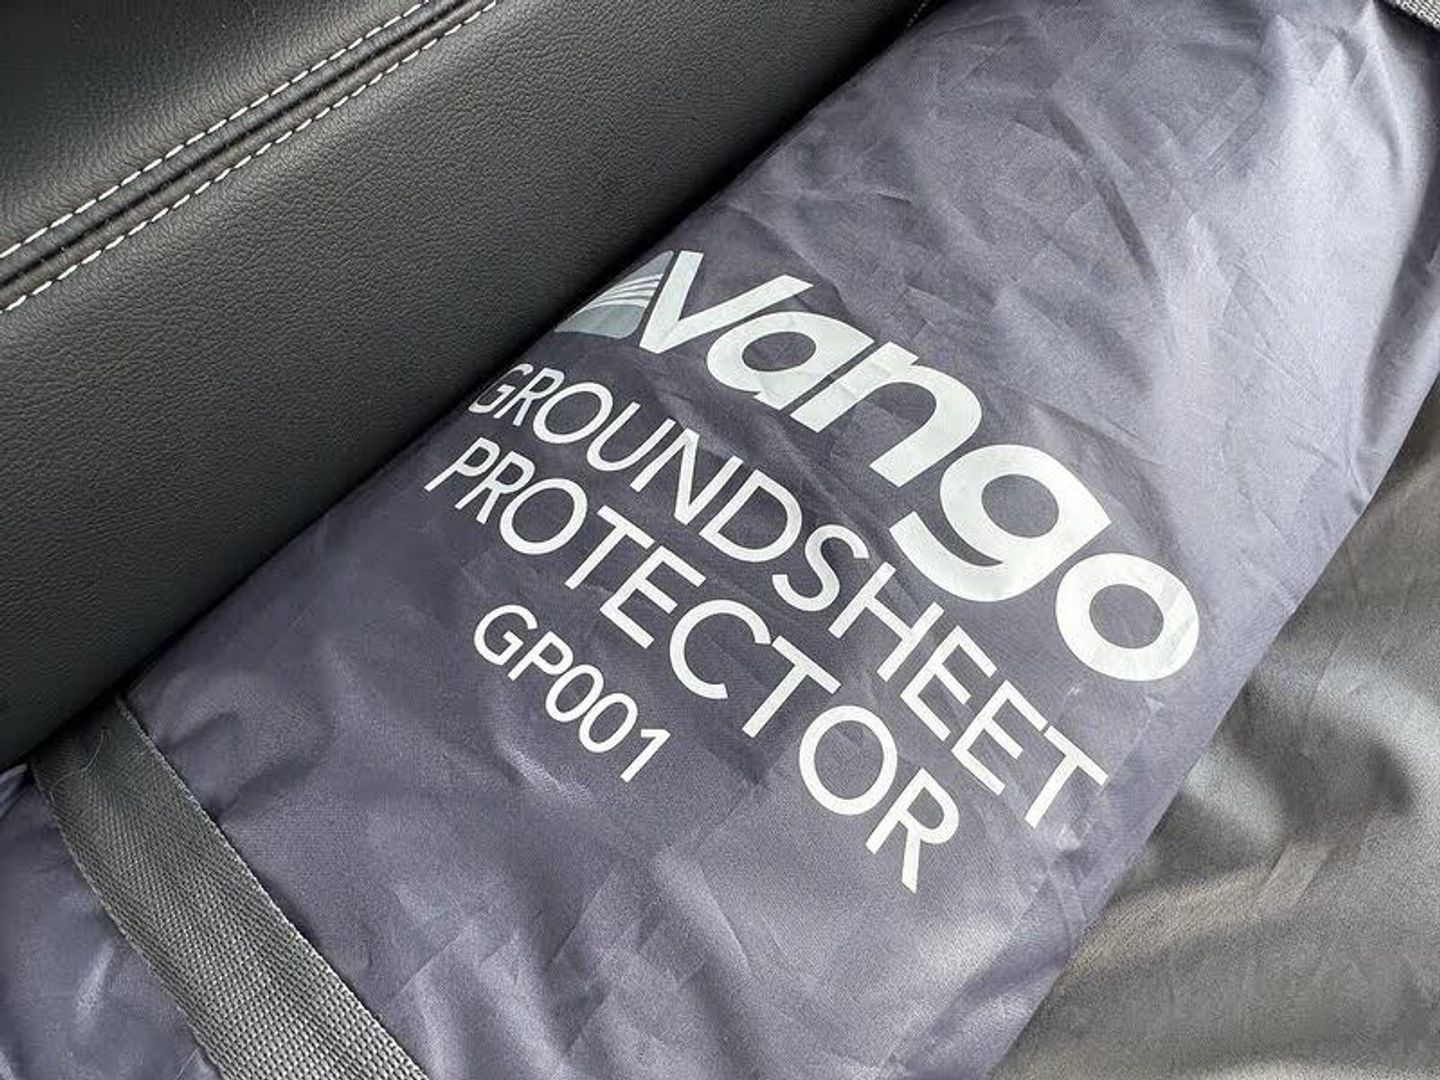 Vango
GROUNDSHEET
PROTECTOR
GP001